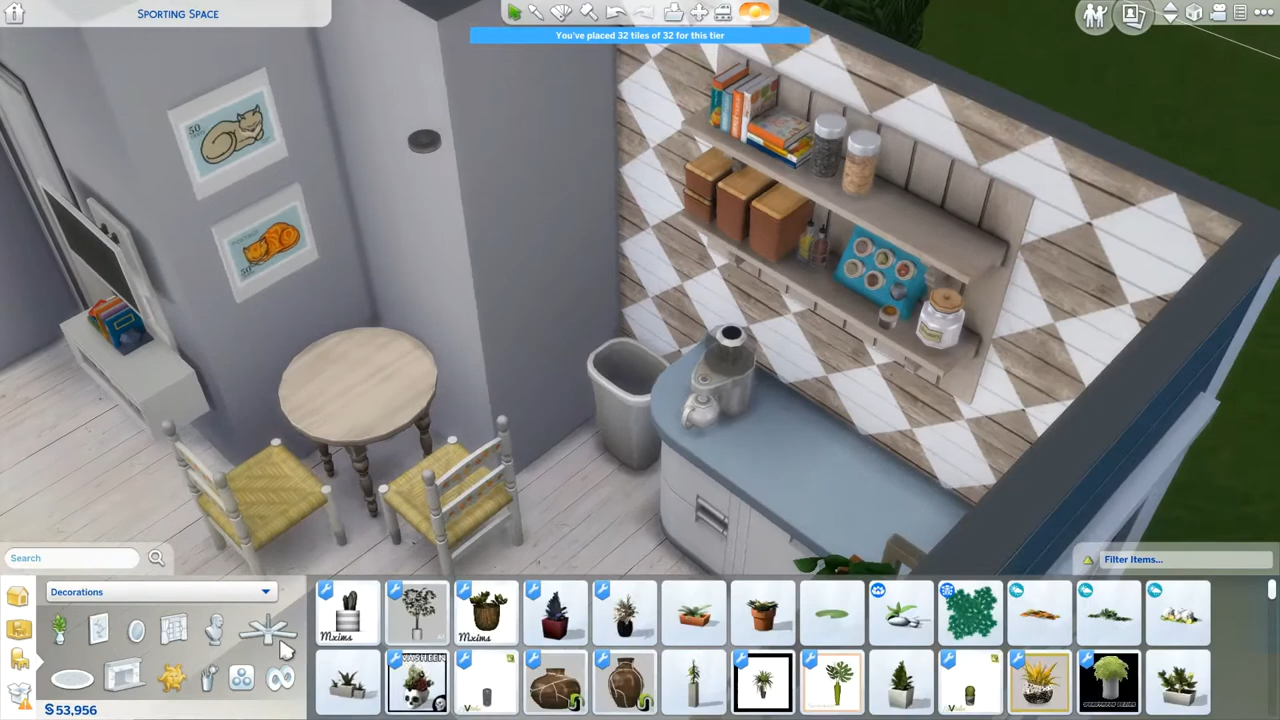 SPORTING SPACE
You've placed 32 tiles of 32 for this tier
50
50
Search
Filter Items...
Decorations
Mxims
Mxims
§53,956